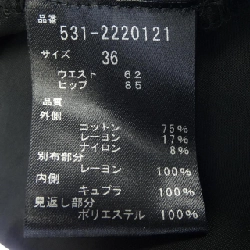 品番
531-2220121
サイズ 36
ウエスト 62
ヒップ 85
品質
外側
コットン 75%
レーヨン 17%
ナイロン 8%
別布部分
レーヨン 100%
内側
キュプラ 100%
見返し部分
ポリエステル 100%